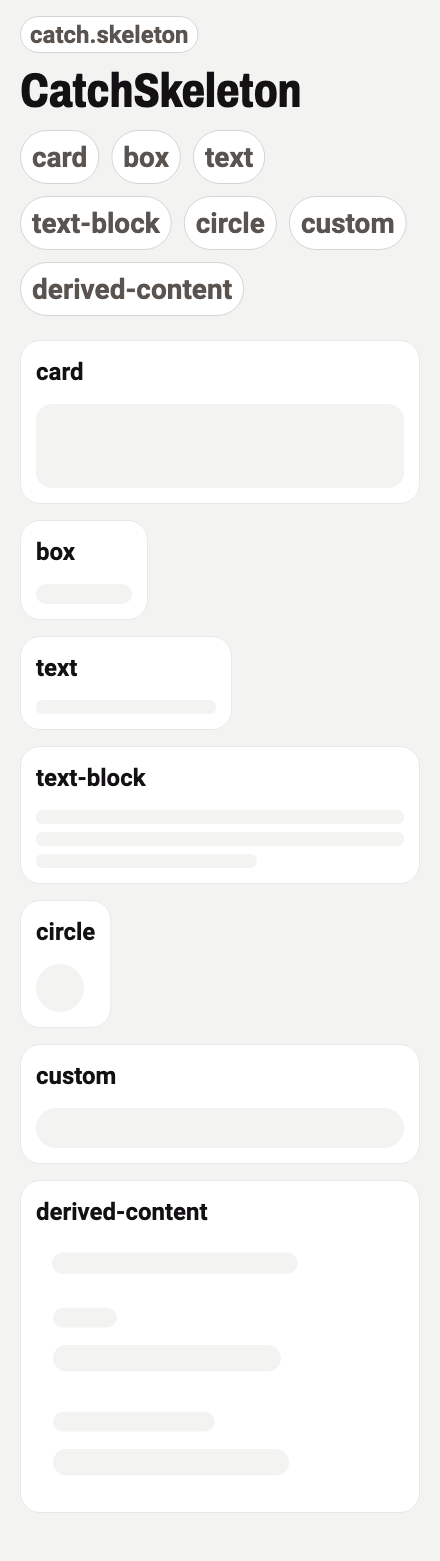 catch.skeleton
CatchSkeleton
card box text
text-block circle custom
derived-content
card
box
text
text-block
circle
custom
derived-content